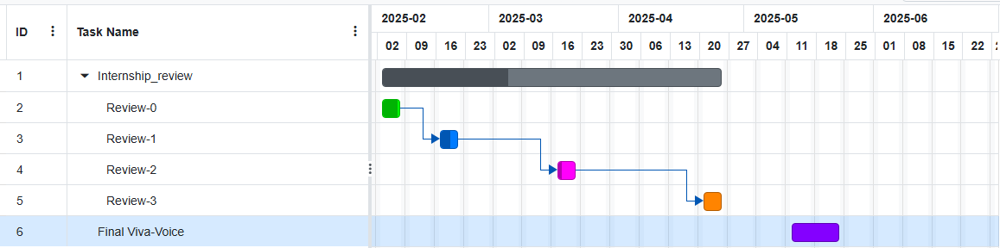 2025-02 2025-03 2025-04 2025-05 2025-06
ID Task Name
02 09 16 23 02 09 16 23 30 06 13 20 27 04 11 18 25 01 08 15 22
1 Internship_review
2 Review-0
3 Review-1
4 Review-2
5 Review-3
6 Final Viva-Voice